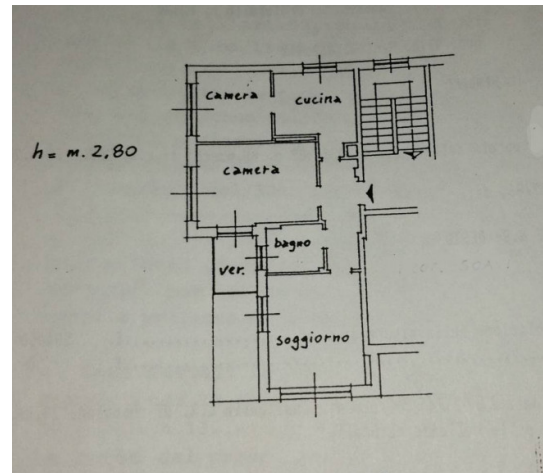 camera
cucina
h = m. 2,80
camera
bagno
ver.
soggiorno